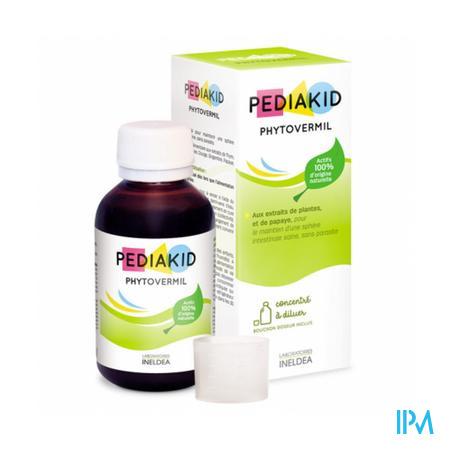 PEDIAKID
PHYTOVERMIL
Actifs
100%
d'origine
naturelle
Aux extraits de plantes,
et de papaye, pour
le maintien d'une sphère
intestinale saine, sans parasite
concentré
à diluer
BOUCHON DOSEUR INCLUS
LABORATOIRES
INELDEA
PEDIAKID
PHYTOVERMIL
Actifs
100%
d'origine
naturelle
LABORATOIRES
INELDEA
IPM